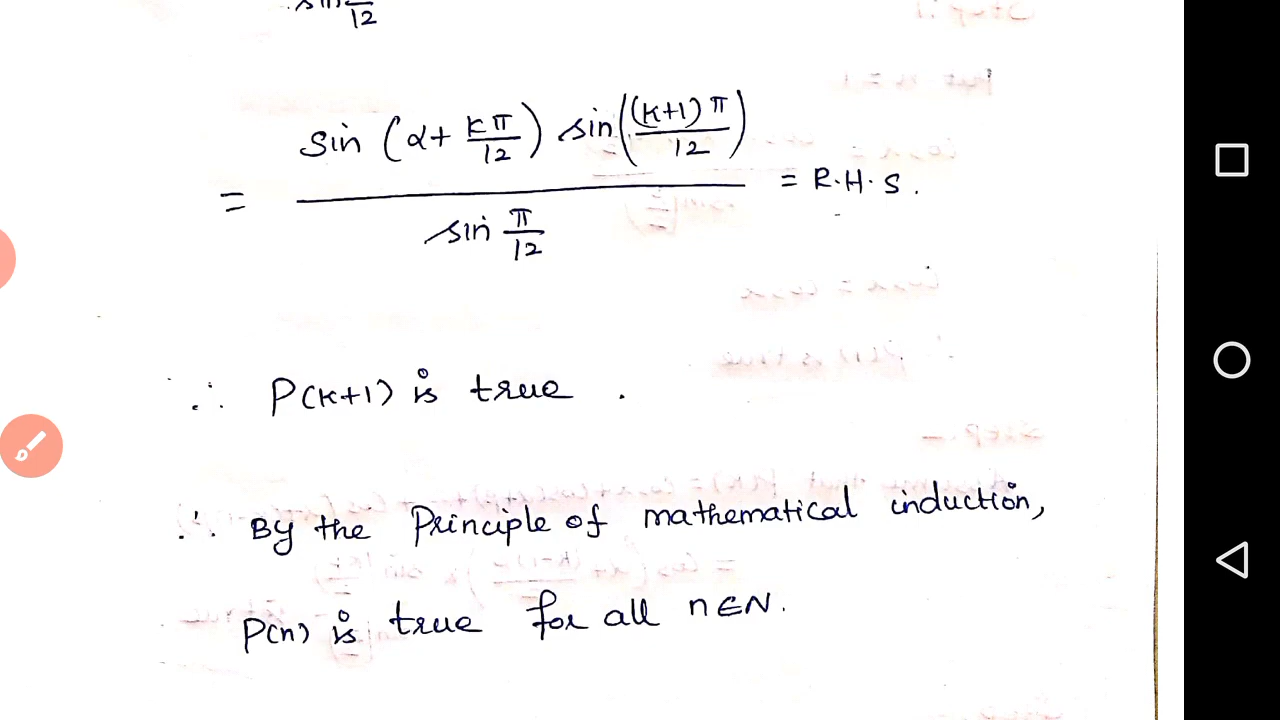 sin π/12
= sin (α + kπ/12) sin((k+1)π/12) / sin π/12 = R.H.S.
∴ P(k+1) is true .
∴ By the Principle of mathematical induction,
P(n) is true for all n∈N.